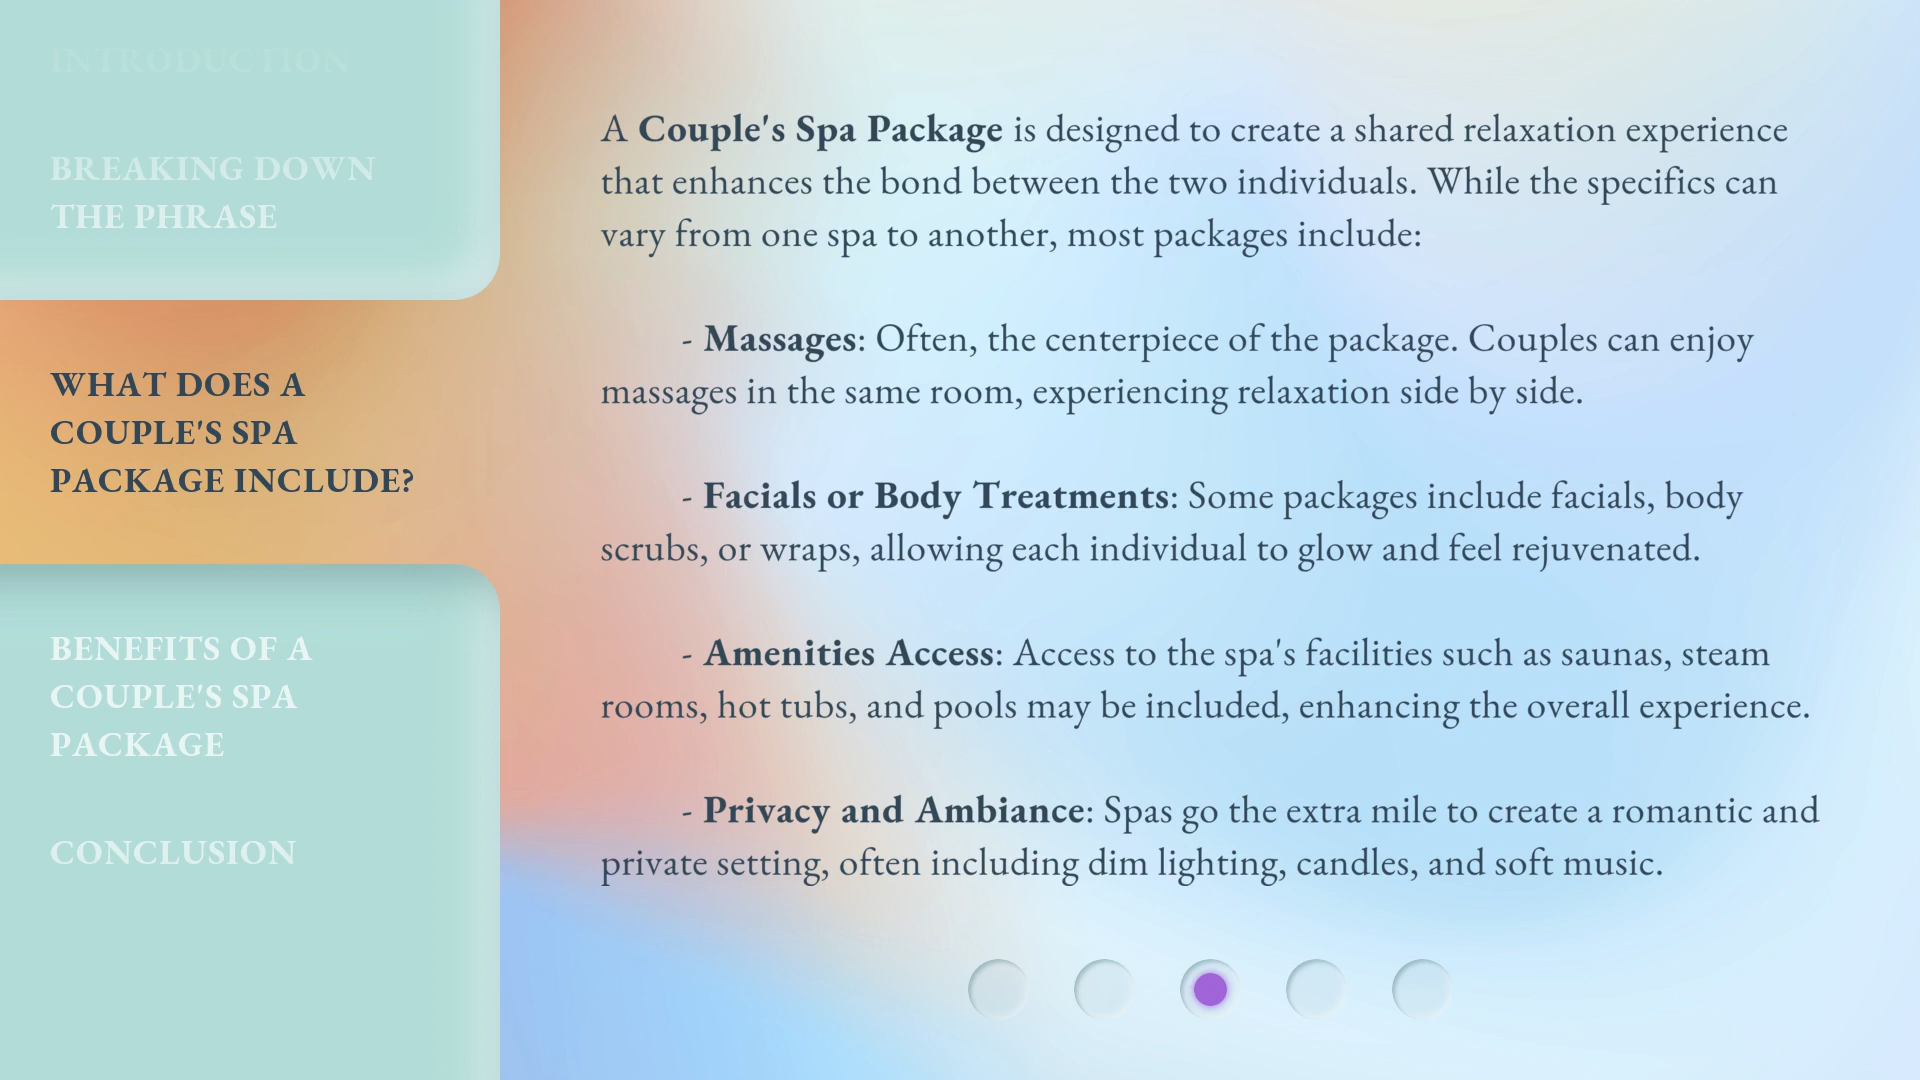 INTRODUCTION
BREAKING DOWN
THE PHRASE
WHAT DOES A
COUPLE'S SPA
PACKAGE INCLUDE?
BENEFITS OF A
COUPLE'S SPA
PACKAGE
CONCLUSION
A Couple's Spa Package is designed to create a shared relaxation experience
that enhances the bond between the two individuals. While the specifics can
vary from one spa to another, most packages include:
- Massages: Often, the centerpiece of the package. Couples can enjoy
massages in the same room, experiencing relaxation side by side.
- Facials or Body Treatments: Some packages include facials, body
scrubs, or wraps, allowing each individual to glow and feel rejuvenated.
- Amenities Access: Access to the spa's facilities such as saunas, steam
rooms, hot tubs, and pools may be included, enhancing the overall experience.
- Privacy and Ambiance: Spas go the extra mile to create a romantic and
private setting, often including dim lighting, candles, and soft music.